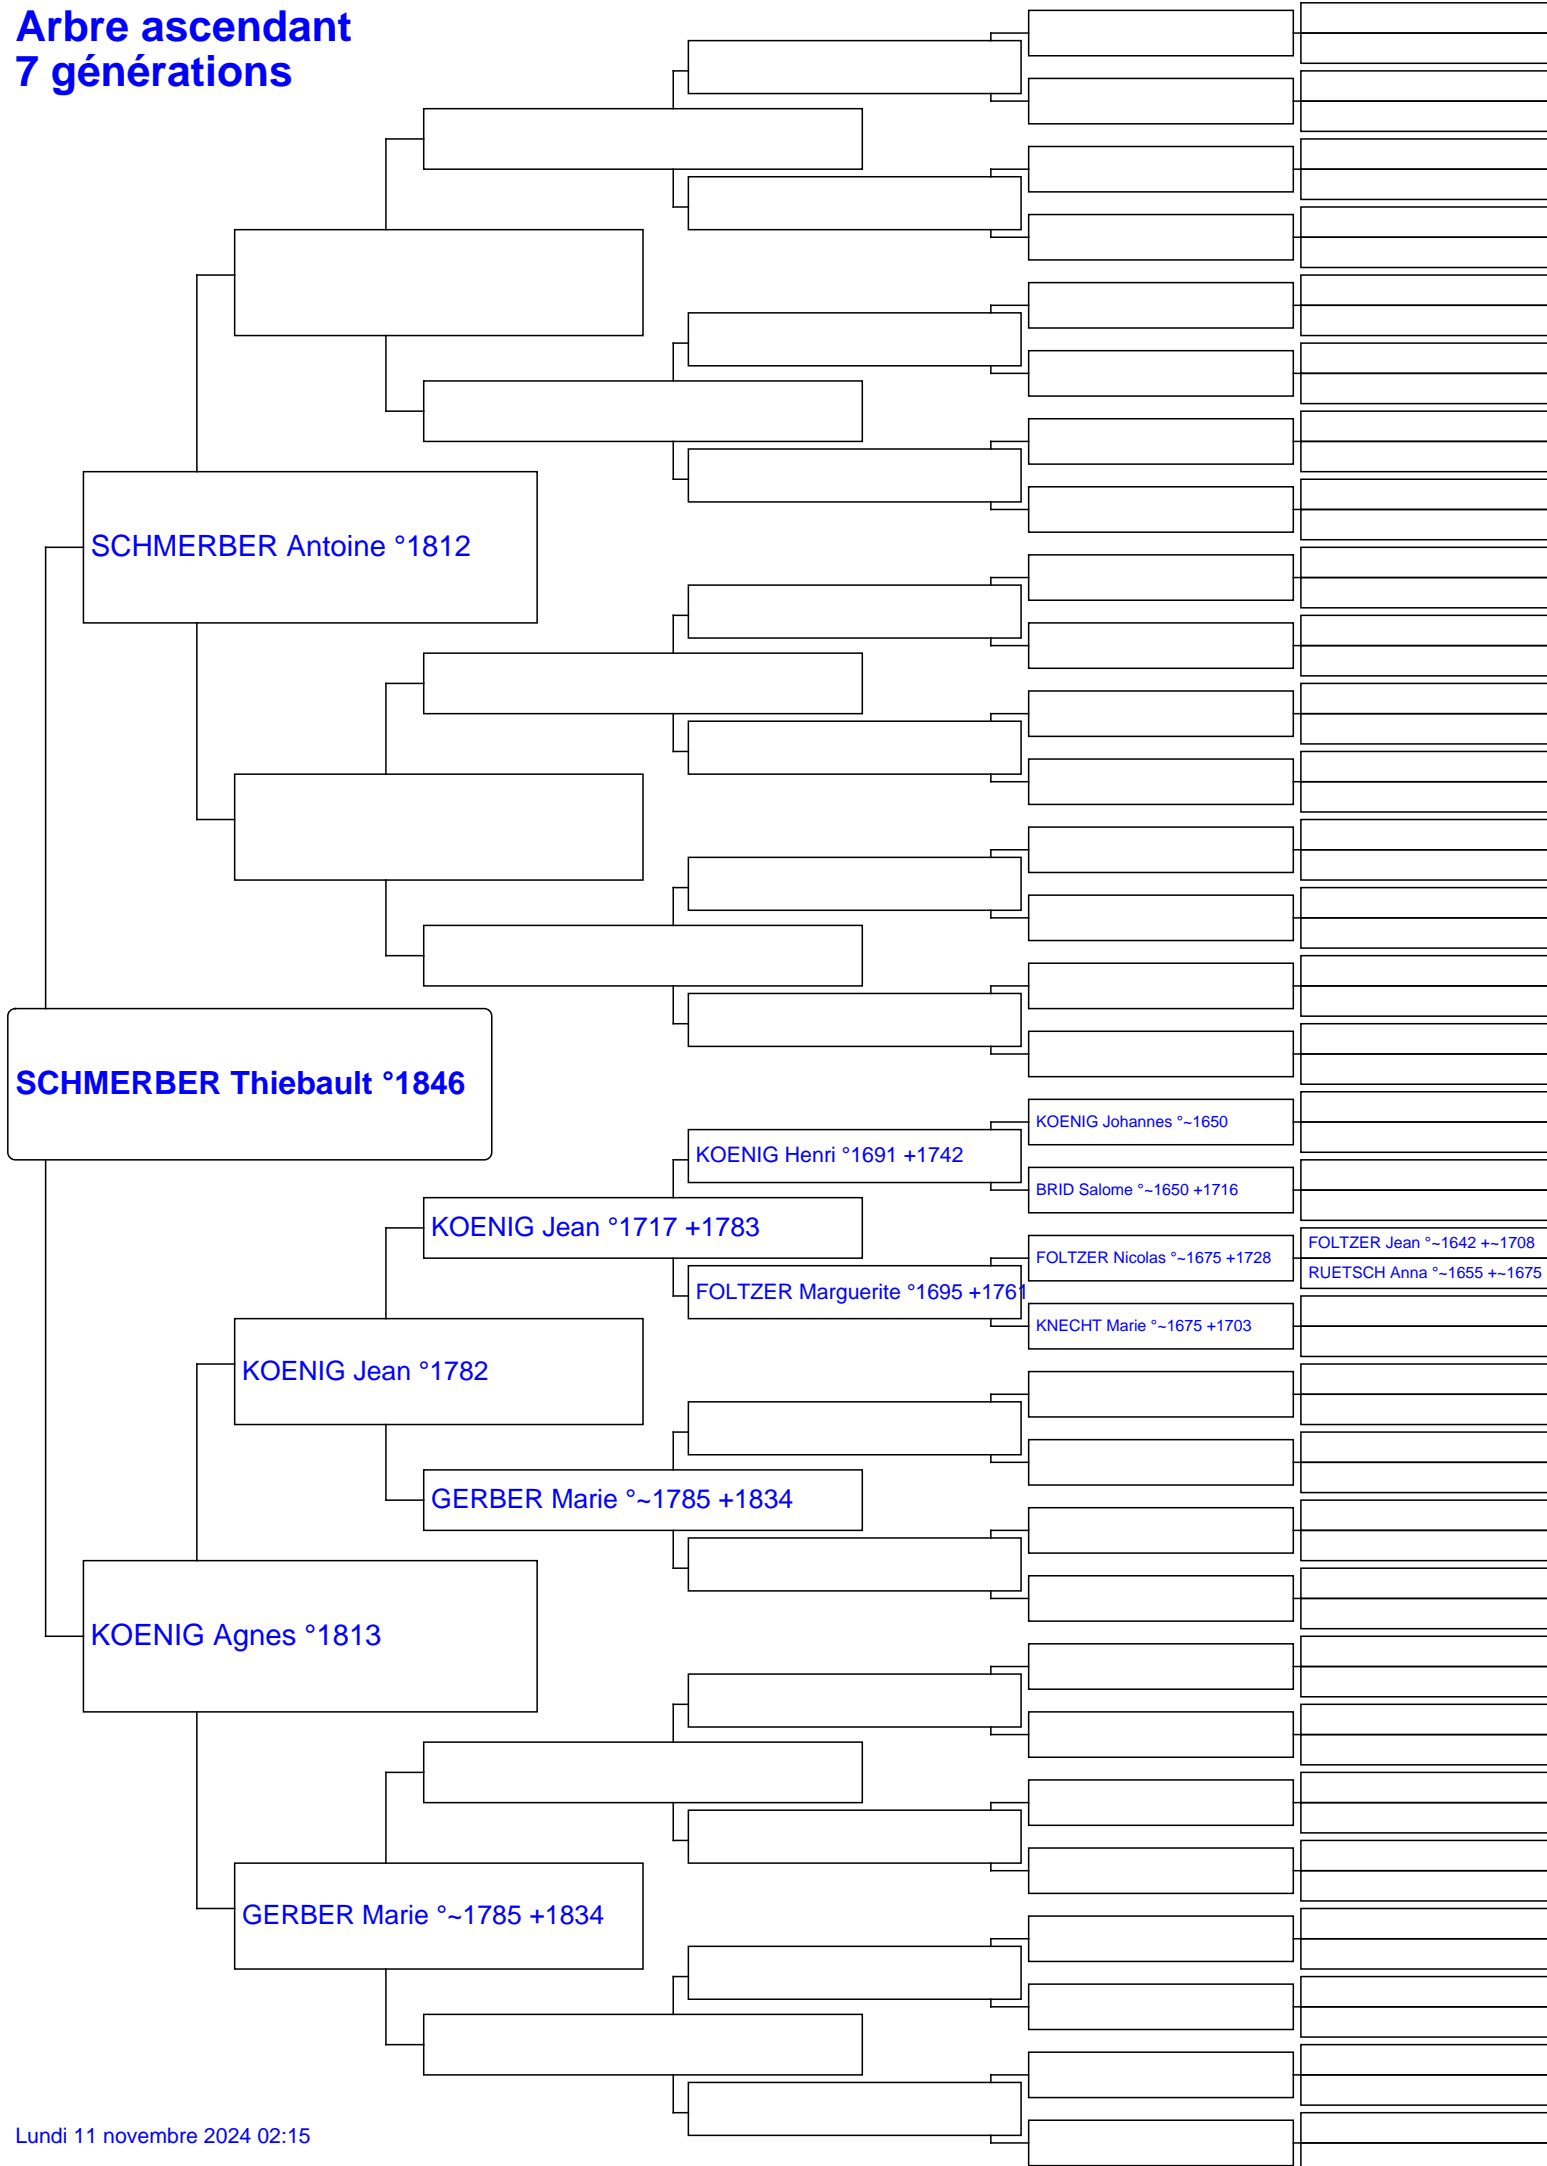 Arbre ascendant
7 générations
SCHMERBER Antoine °1812
SCHMERBER Thiebault °1846
KOENIG Johannes °~1650
KOENIG Henri °1691 +1742
BRID Salome °~1650 +1716
KOENIG Jean °1717 +1783
FOLTZER Jean °~1642 +~1708
FOLTZER Nicolas °~1675 +1728
RUETSCH Anna °~1655 +~1675
FOLTZER Marguerite °1695 +1761
KNECHT Marie °~1675 +1703
KOENIG Jean °1782
GERBER Marie °~1785 +1834
KOENIG Agnes °1813
GERBER Marie °~1785 +1834
Lundi 11 novembre 2024 02:15